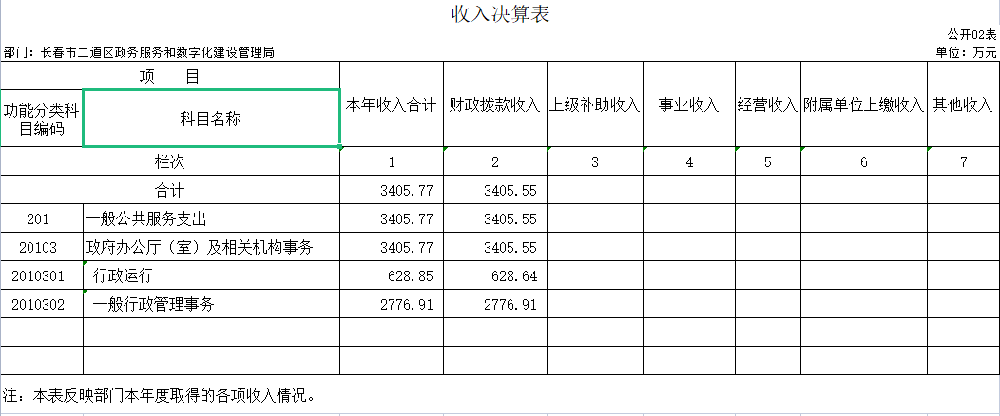 收入决算表
公开02表
部门：长春市二道区政务服务和数字化建设管理局 单位：万元
项 目 本年收入合计 财政拨款收入 上级补助收入 事业收入 经营收入 附属单位上缴收入 其他收入
功能分类科目编码 科目名称
栏次 1 2 3 4 5 6 7
合计 3405.77 3405.55
201 一般公共服务支出 3405.77 3405.55
20103 政府办公厅（室）及相关机构事务 3405.77 3405.55
2010301 行政运行 628.85 628.64
2010302 一般行政管理事务 2776.91 2776.91
注：本表反映部门本年度取得的各项收入情况。